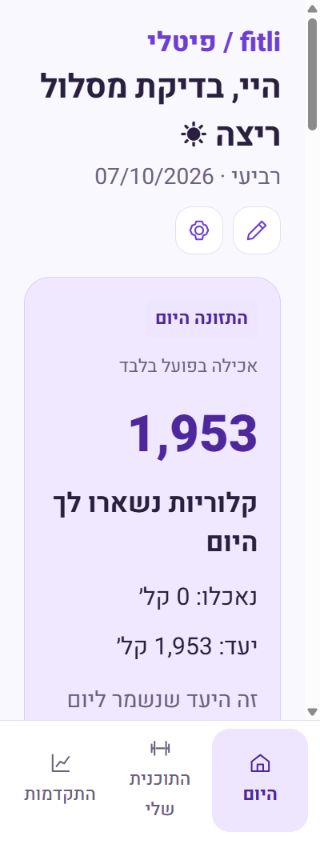 fitli / פיטלי
היי, בדיקת מסלול
ריצה ☀
רביעי · 07/10/2026
התזונה היום
אכילה בפועל בלבד
1,953
קלוריות נשארו לך
היום
נאכלו: 0 קל׳
יעד: 1,953 קל׳
זה היעד שנשמר ליום
היום
התוכנית
שלי
התקדמות